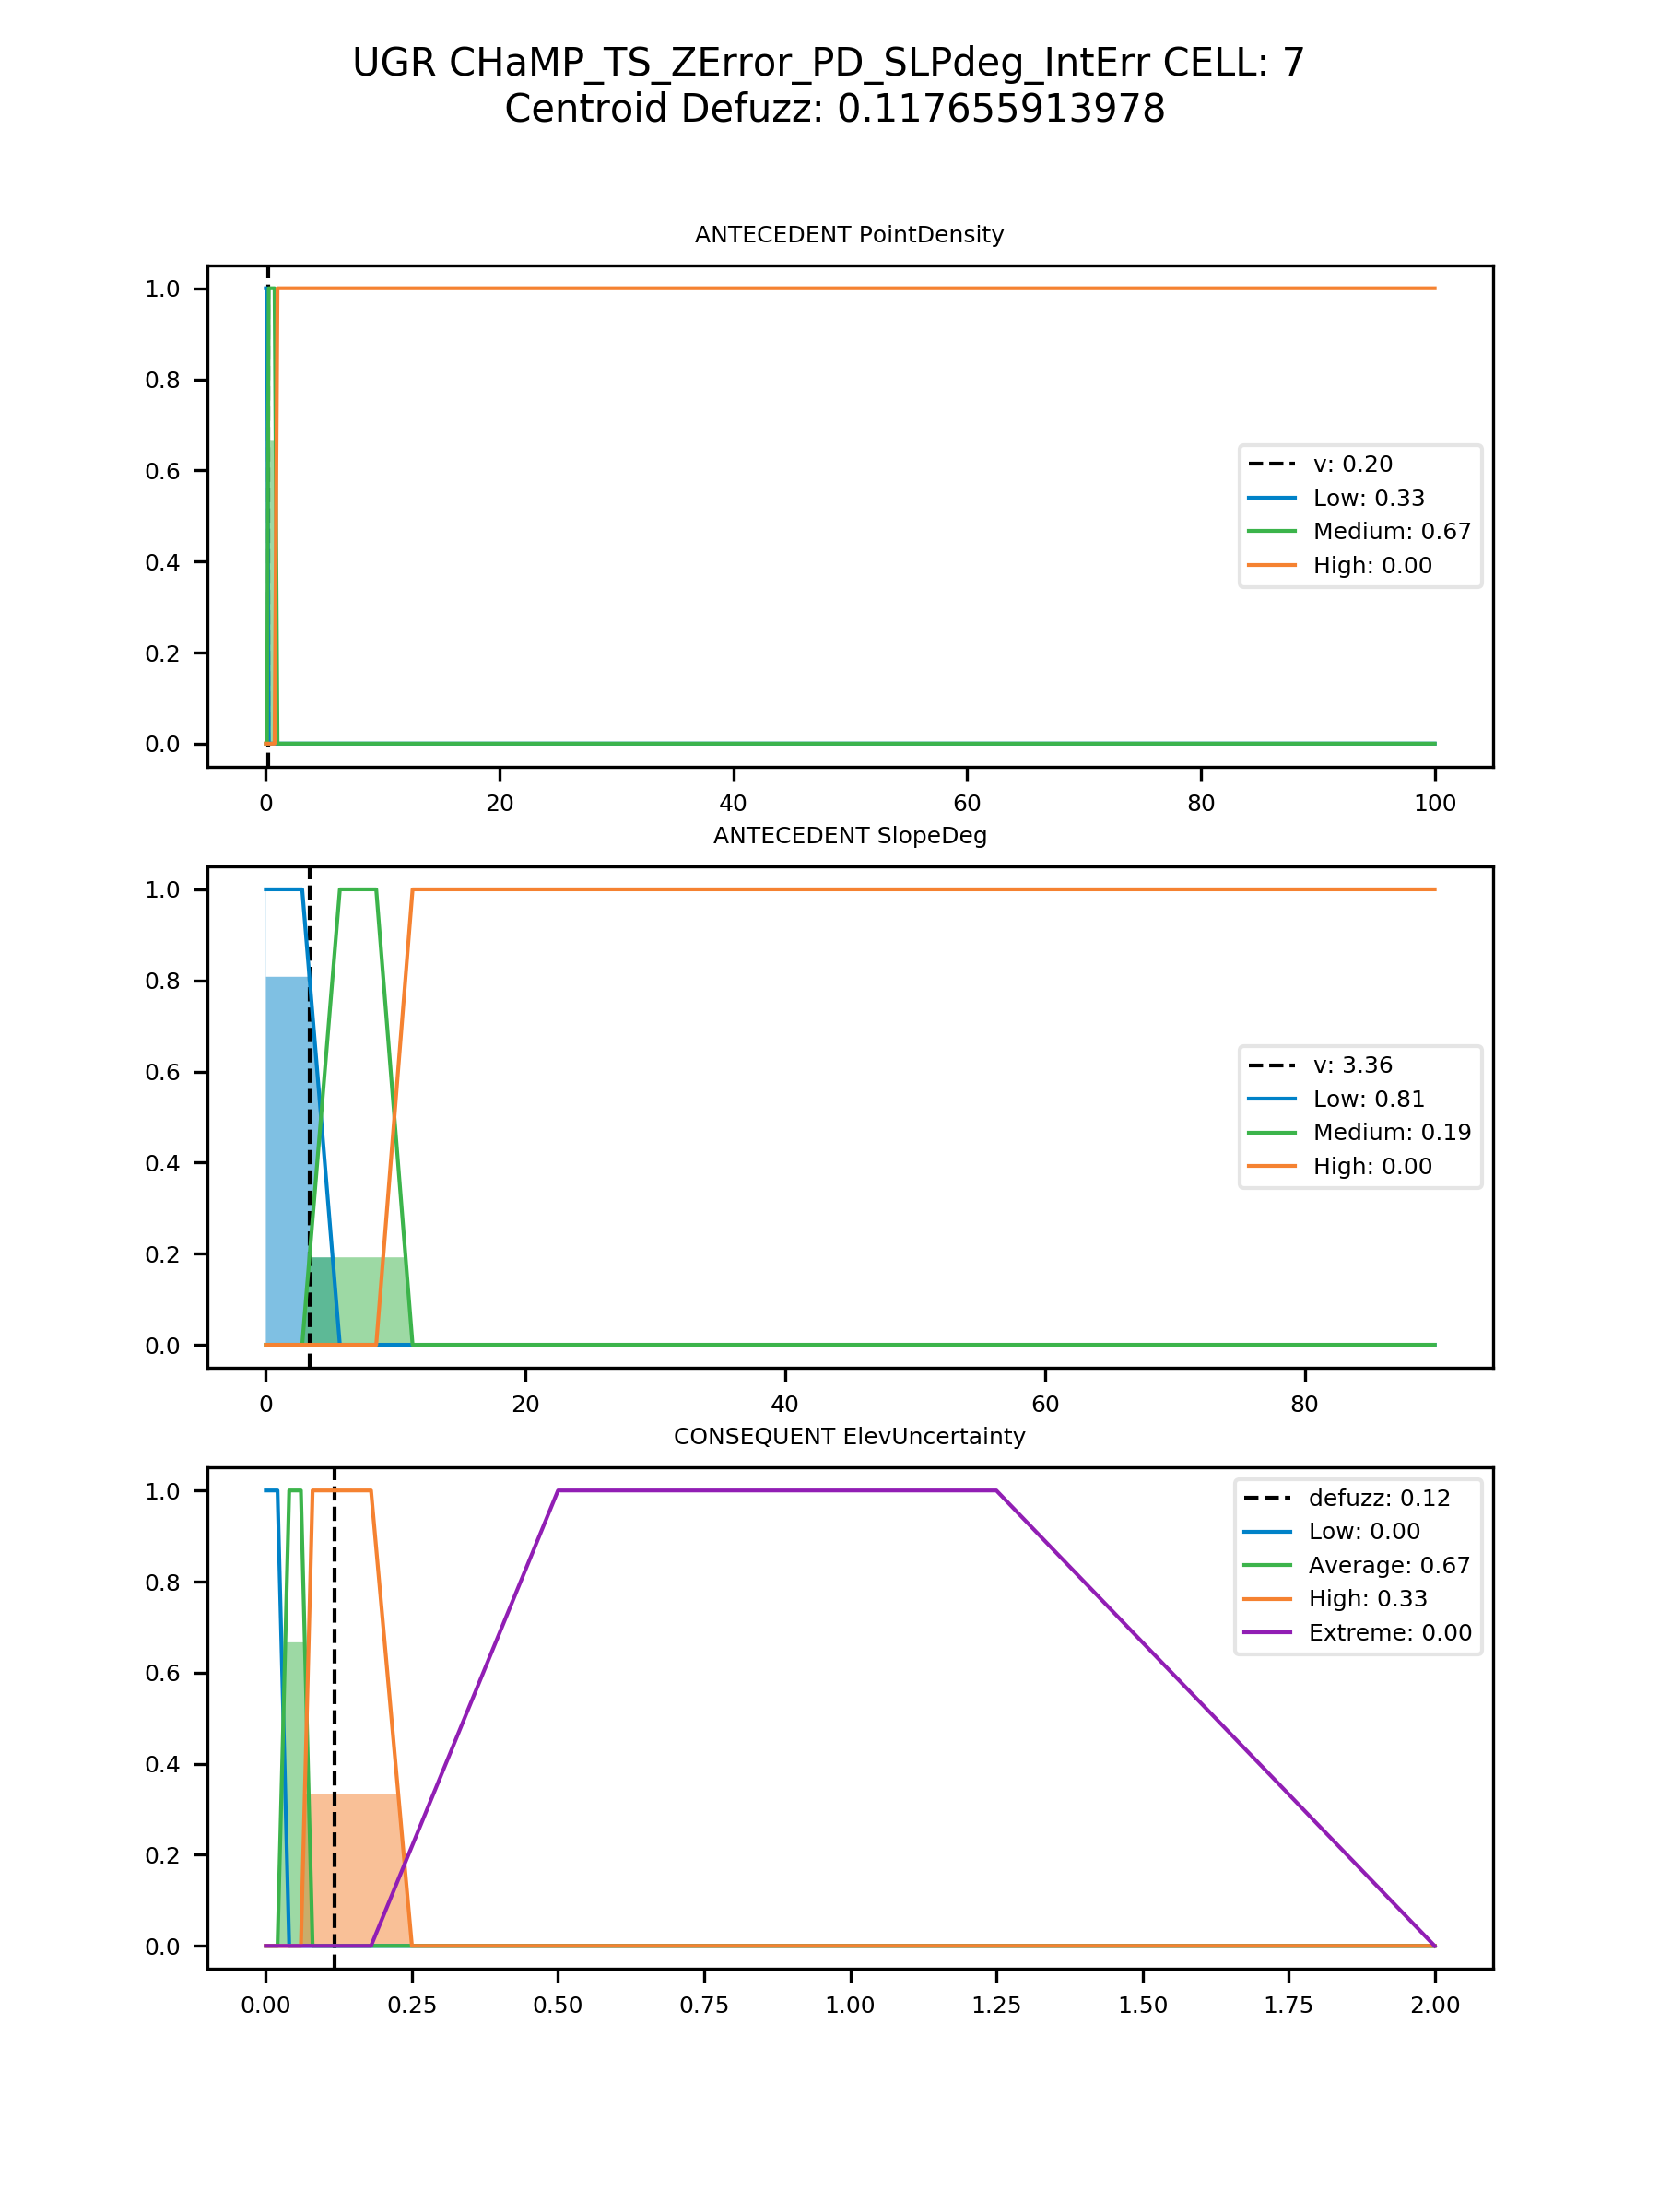 UGR CHaMP_TS_ZError_PD_SLPdeg_IntErr CELL: 7
Centroid Defuzz: 0.117655913978
ANTECEDENT PointDensity
1.0
0.8
0.6
0.4
0.2
0.0
v: 0.20
Low: 0.33
Medium: 0.67
High: 0.00
0 20 40 60 80 100
ANTECEDENT SlopeDeg
1.0
0.8
0.6
0.4
0.2
0.0
v: 3.36
Low: 0.81
Medium: 0.19
High: 0.00
0 20 40 60 80
CONSEQUENT ElevUncertainty
1.0
0.8
0.6
0.4
0.2
0.0
defuzz: 0.12
Low: 0.00
Average: 0.67
High: 0.33
Extreme: 0.00
0.00 0.25 0.50 0.75 1.00 1.25 1.50 1.75 2.00